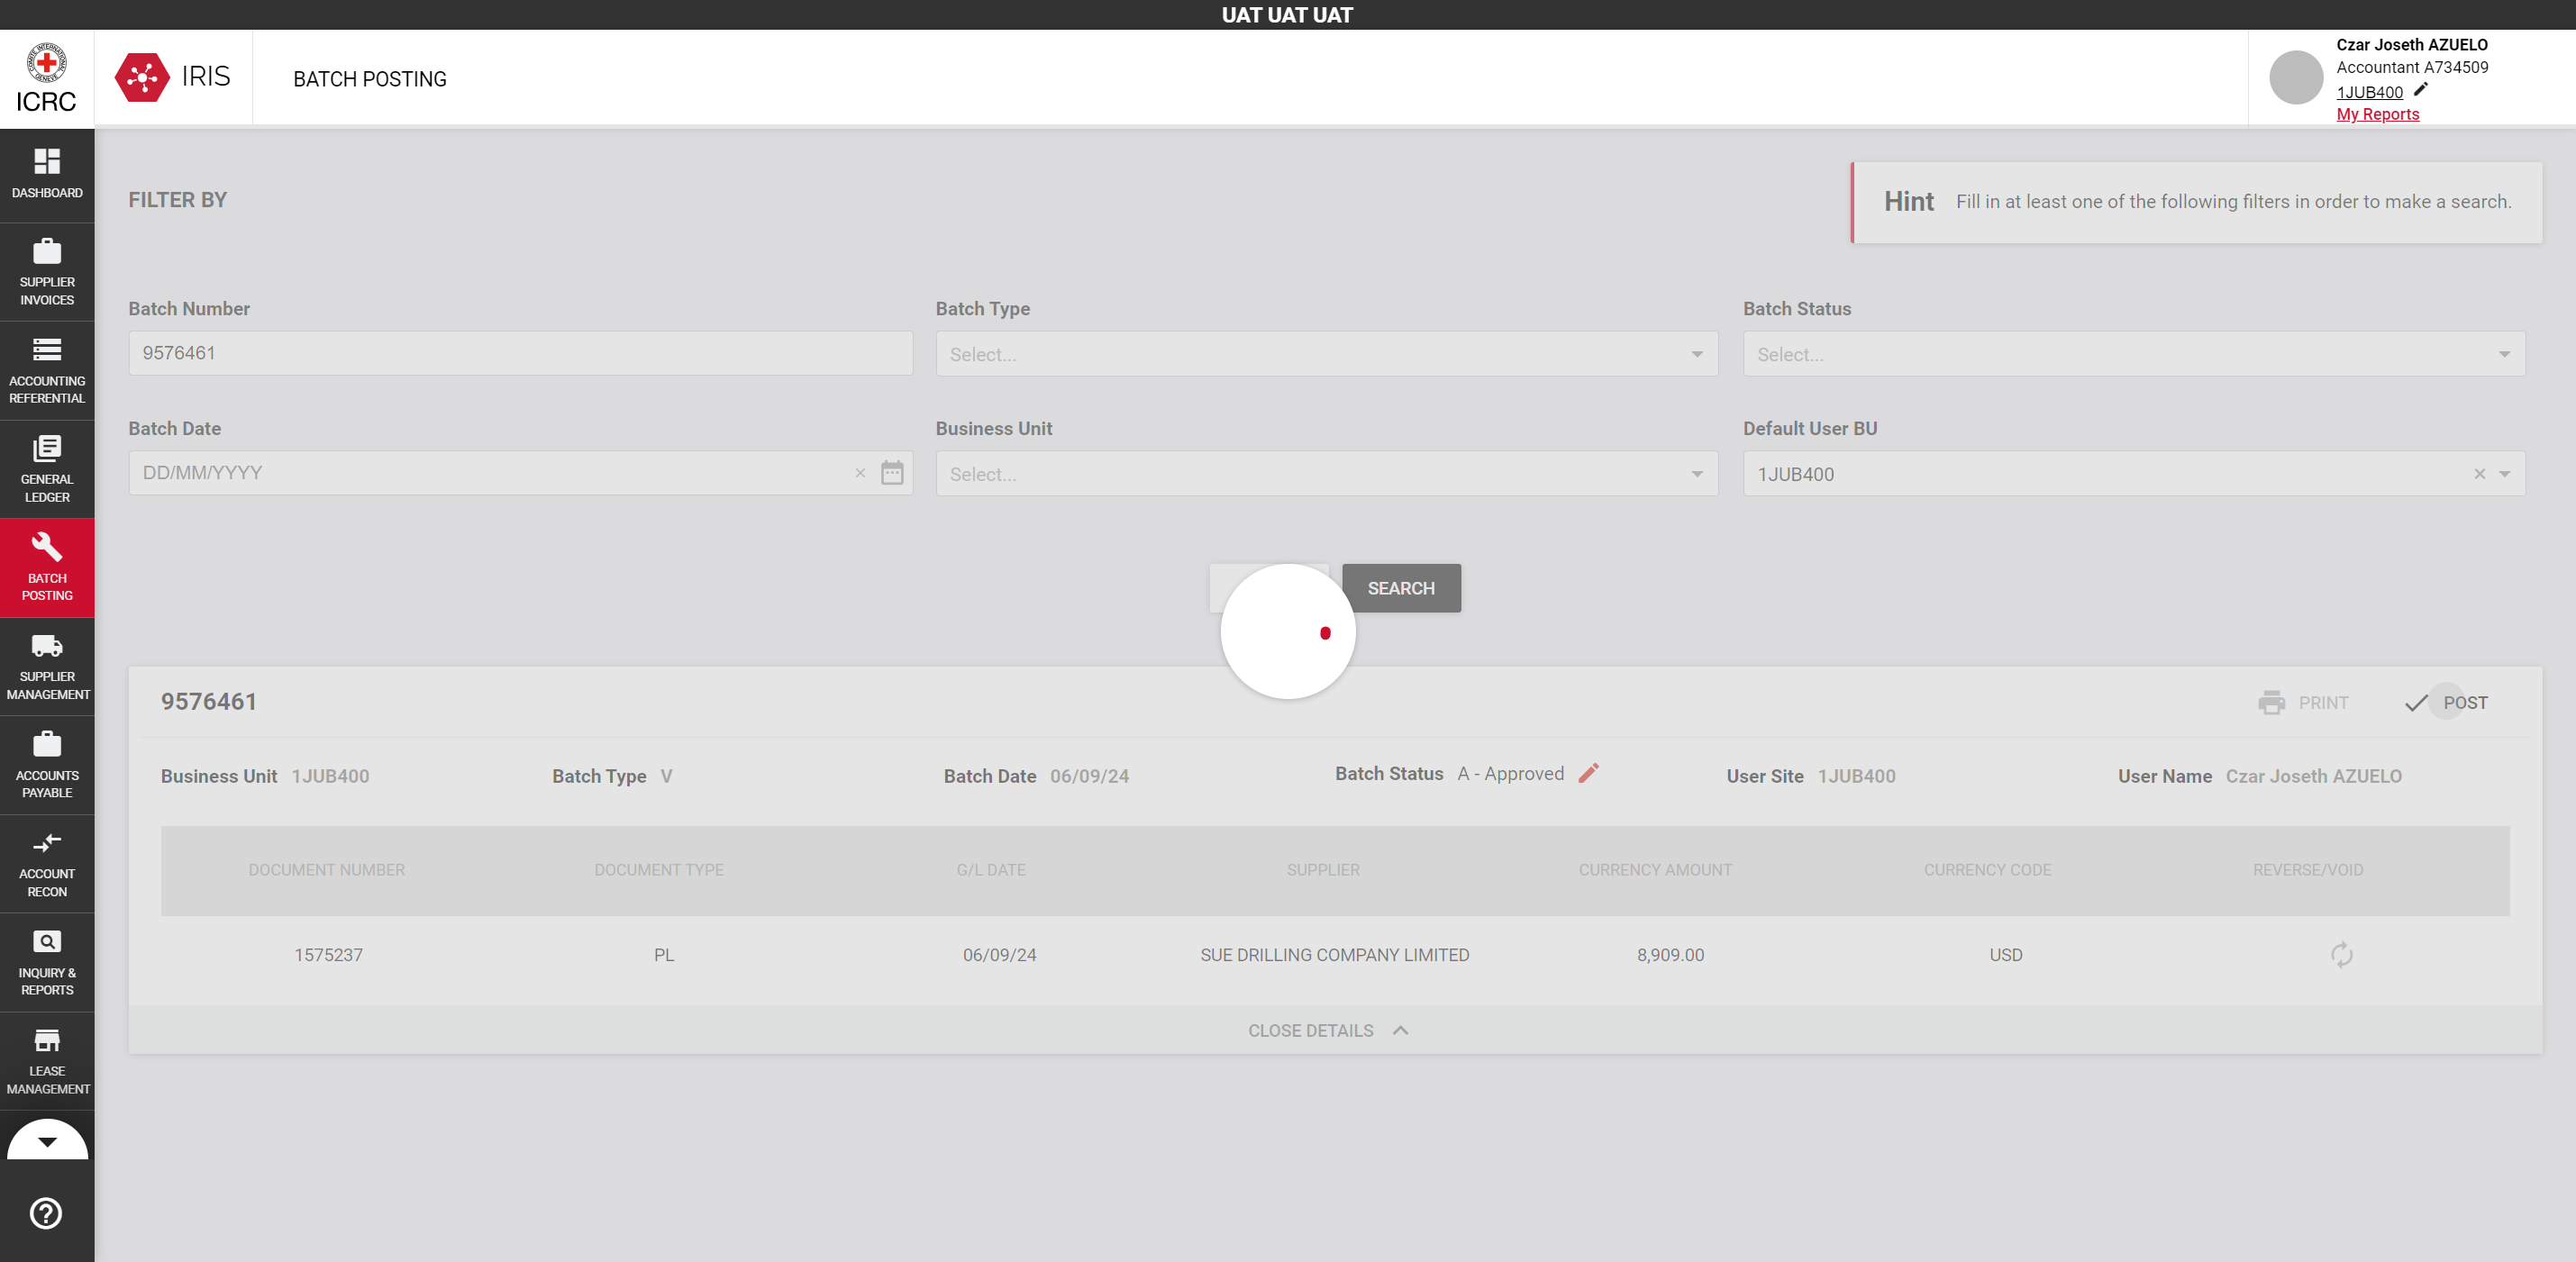 UAT UAT UAT
ICRC
IRIS
BATCH POSTING
Czar Joseth AZUELO
Accountant A734509
1JUB400
My Reports
DASHBOARD
SUPPLIER
INVOICES
ACCOUNTING
REFERENTIAL
GENERAL
LEDGER
BATCH
POSTING
SUPPLIER
MANAGEMENT
ACCOUNTS
PAYABLE
ACCOUNT
RECON
INQUIRY &
REPORTS
LEASE
MANAGEMENT
FILTER BY
Hint Fill in at least one of the following filters in order to make a search.
Batch Number Batch Type Batch Status
9576461 Select... Select...
Batch Date Business Unit Default User BU
DD/MM/YYYY Select... 1JUB400
SEARCH
9576461 PRINT POST
Business Unit 1JUB400 Batch Type V Batch Date 06/09/24 Batch Status A - Approved User Site 1JUB400 User Name Czar Joseth AZUELO
DOCUMENT NUMBER DOCUMENT TYPE G/L DATE SUPPLIER CURRENCY AMOUNT CURRENCY CODE REVERSE/VOID
1575237 PL 06/09/24 SUE DRILLING COMPANY LIMITED 8,909.00 USD
CLOSE DETAILS